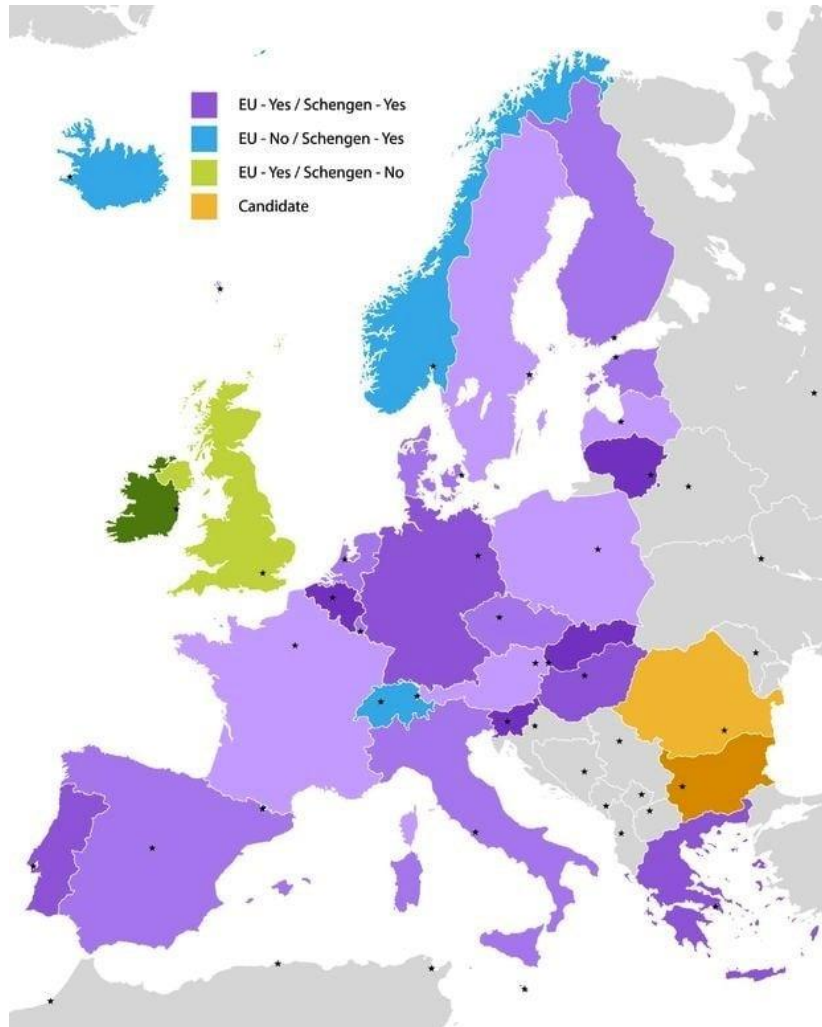 EU - Yes / Schengen - Yes
EU - No / Schengen - Yes
EU - Yes / Schengen - No
Candidate